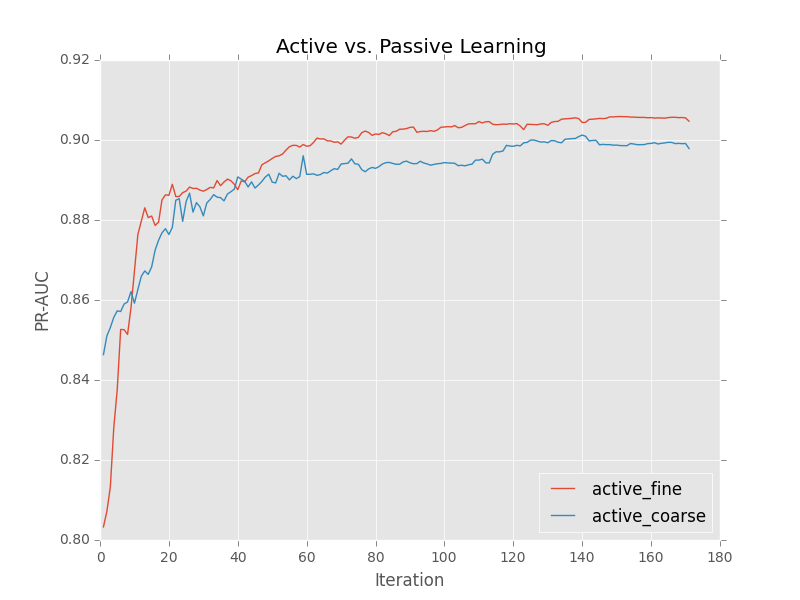 Active vs. Passive Learning
0.92
0.90
0.88
0.86
0.84
0.82
0.80
PR-AUC
active_fine
active_coarse
0 20 40 60 80 100 120 140 160 180
Iteration